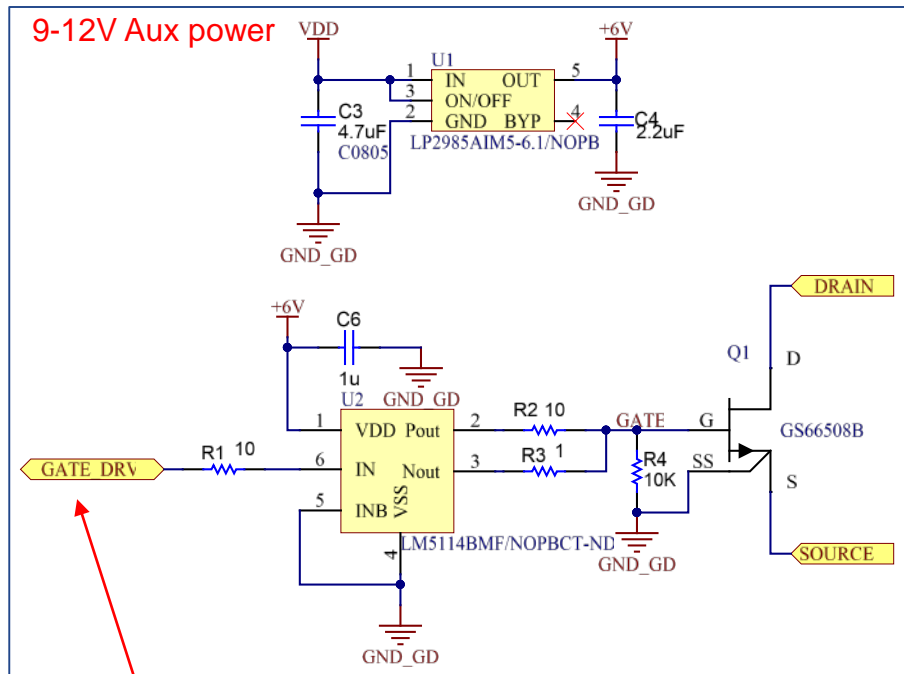 9-12V Aux power
VDD
+6V
U1
1 IN OUT 5
3 ON/OFF
2 GND BYP 4
C3
4.7uF
C0805
C4
2.2uF
LP2985AIM5-6.1/NOPB
GND_GD
GND_GD
+6V
C6
1u
GND_GD
U2
1 VDD Pout 2
R2 10
GATE
R1 10
GATE_DRV
6 IN Nout 3
R3 1
5 INB VSS
4
R4
10K
LM5114BMF/NOPBCT-ND
GND_GD
GND_GD
DRAIN
Q1
D
G
GS66508B
SS
S
SOURCE